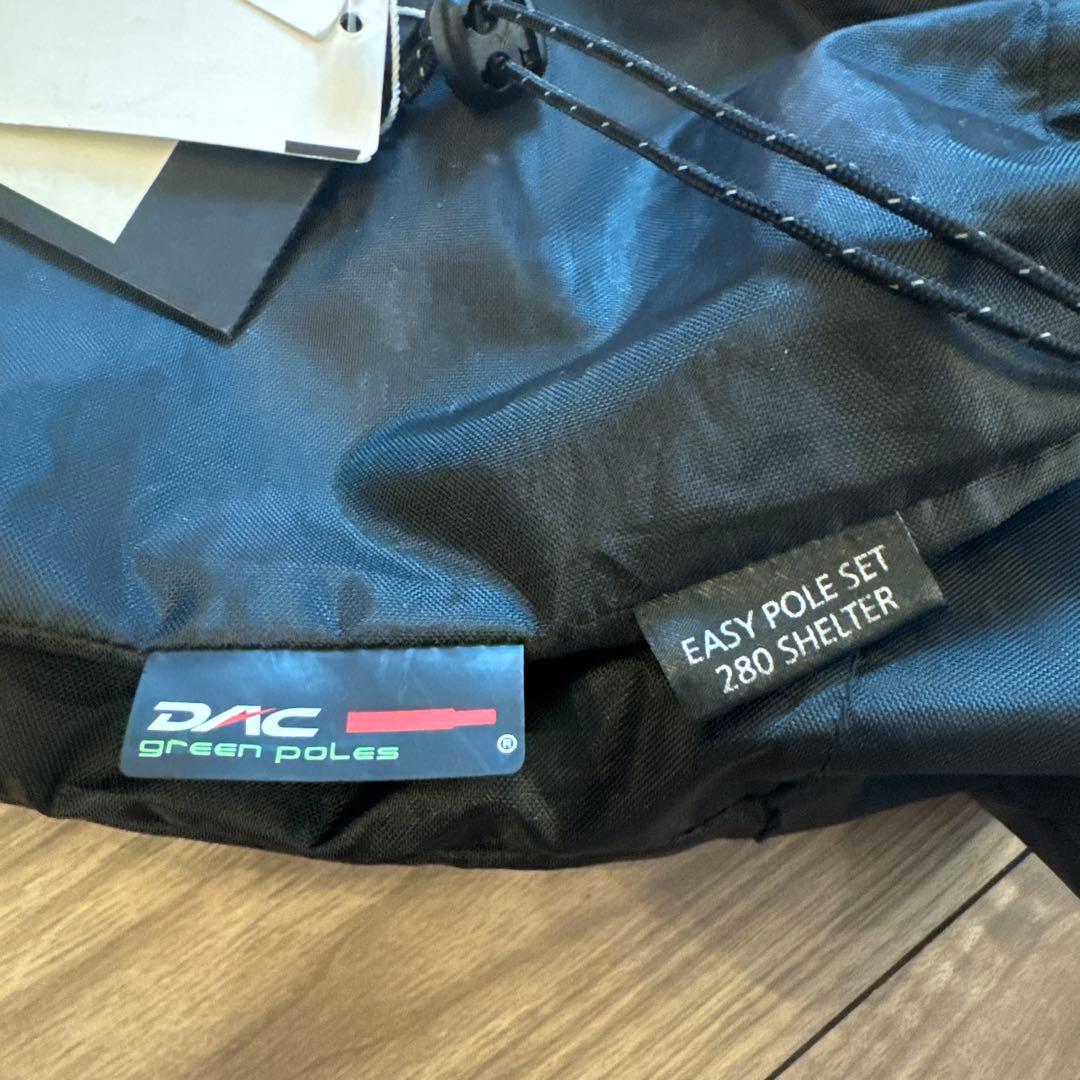 DAC
green poles
®
EASY POLE SET
280 SHELTER